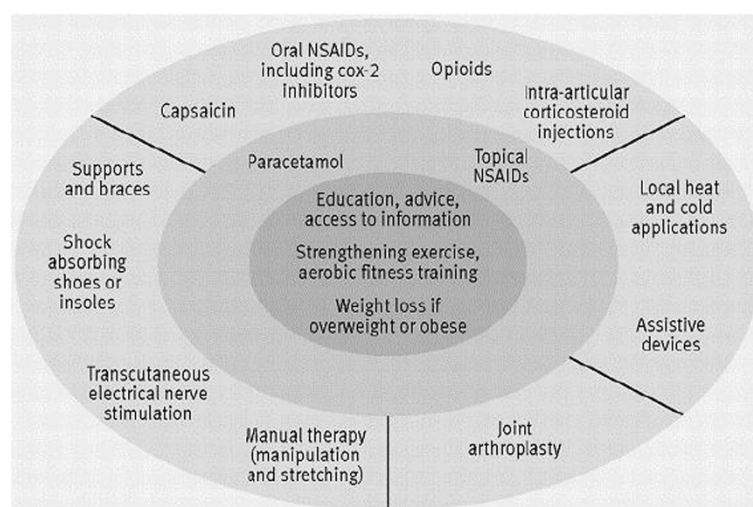 Oral NSAIDs,
including cox-2
inhibitors
Opioids
Capsaicin
Intra-articular
corticosteroid
injections
Paracetamol
Topical
NSAIDs
Supports
and braces
Education, advice,
access to information
Local heat
and cold
applications
Shock
absorbing
shoes or
insoles
Strengthening exercise,
aerobic fitness training
Weight loss if
overweight or obese
Assistive
devices
Transcutaneous
electrical nerve
stimulation
Manual therapy
(manipulation
and stretching)
Joint
arthroplasty